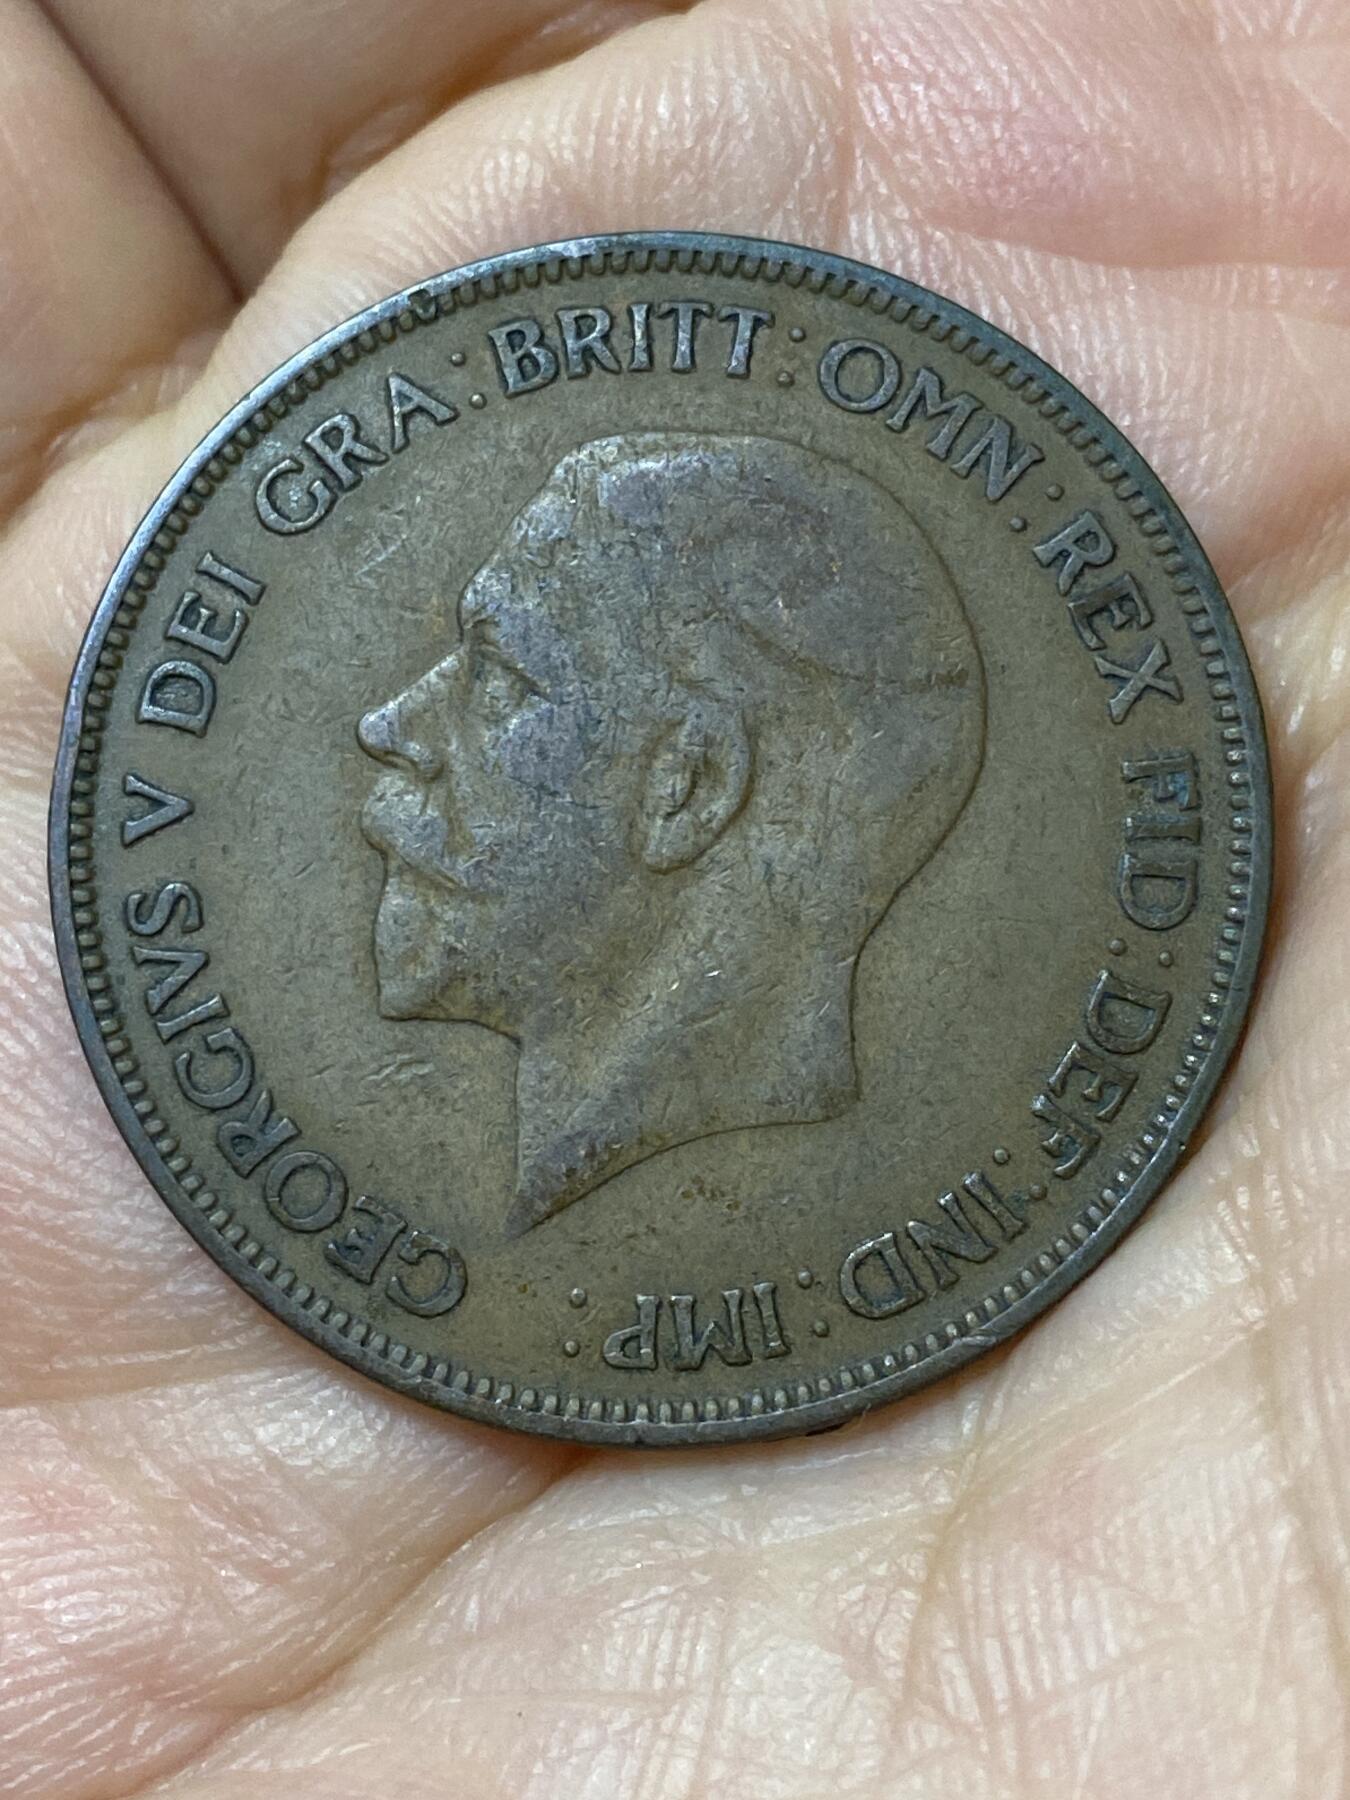 GEORGIVS V DEI GRA: BRITT: OMN: REX FID: DEF: IND: IMP: